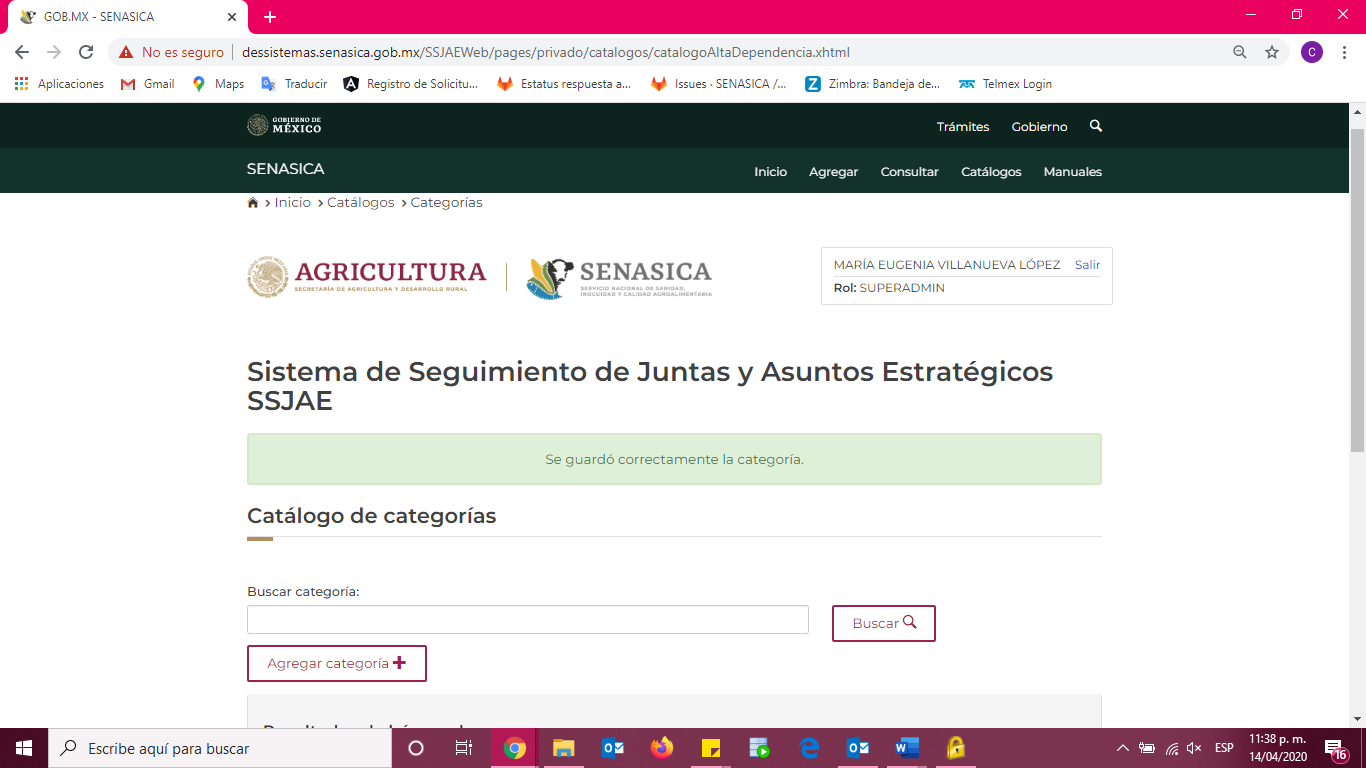 GOB.MX - SENASICA
No es seguro
dessistemas.senasica.gob.mx/SSJAEWeb/pages/privado/catalogos/catalogoAltaDependencia.xhtml
C
Aplicaciones Gmail Maps Traducir Registro de Solicitu... Estatus respuesta a... Issues · SENASICA /... Zimbra: Bandeja de... Telmex Login
GOBIERNO DE
MÉXICO
Trámites Gobierno
SENASICA
Inicio Agregar Consultar Catálogos Manuales
Inicio Catálogos Categorías
AGRICULTURA
SECRETARÍA DE AGRICULTURA Y DESARROLLO RURAL
SENASICA
SERVICIO NACIONAL DE SANIDAD,
INOCUIDAD Y CALIDAD AGROALIMENTARIA
MARÍA EUGENIA VILLANUEVA LÓPEZ Salir
Rol: SUPERADMIN
Sistema de Seguimiento de Juntas y Asuntos Estratégicos
SSJAE
Se guardó correctamente la categoría.
Catálogo de categorías
Buscar categoría:
Buscar
Agregar categoría
Escribe aquí para buscar
ESP
11:38 p. m.
14/04/2020
16